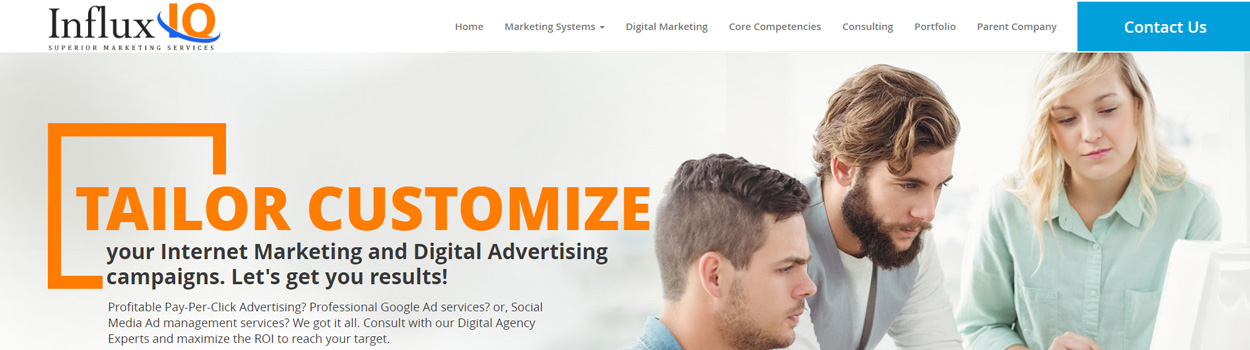 Influx IQ
SUPERIOR MARKETING SERVICES
Home Marketing Systems Digital Marketing Core Competencies Consulting Portfolio Parent Company Contact Us
TAILOR CUSTOMIZE
your Internet Marketing and Digital Advertising
campaigns. Let's get you results!
Profitable Pay-Per-Click Advertising? Professional Google Ad services? or, Social
Media Ad management services? We got it all. Consult with our Digital Agency
Experts and maximize the ROI to reach your target.